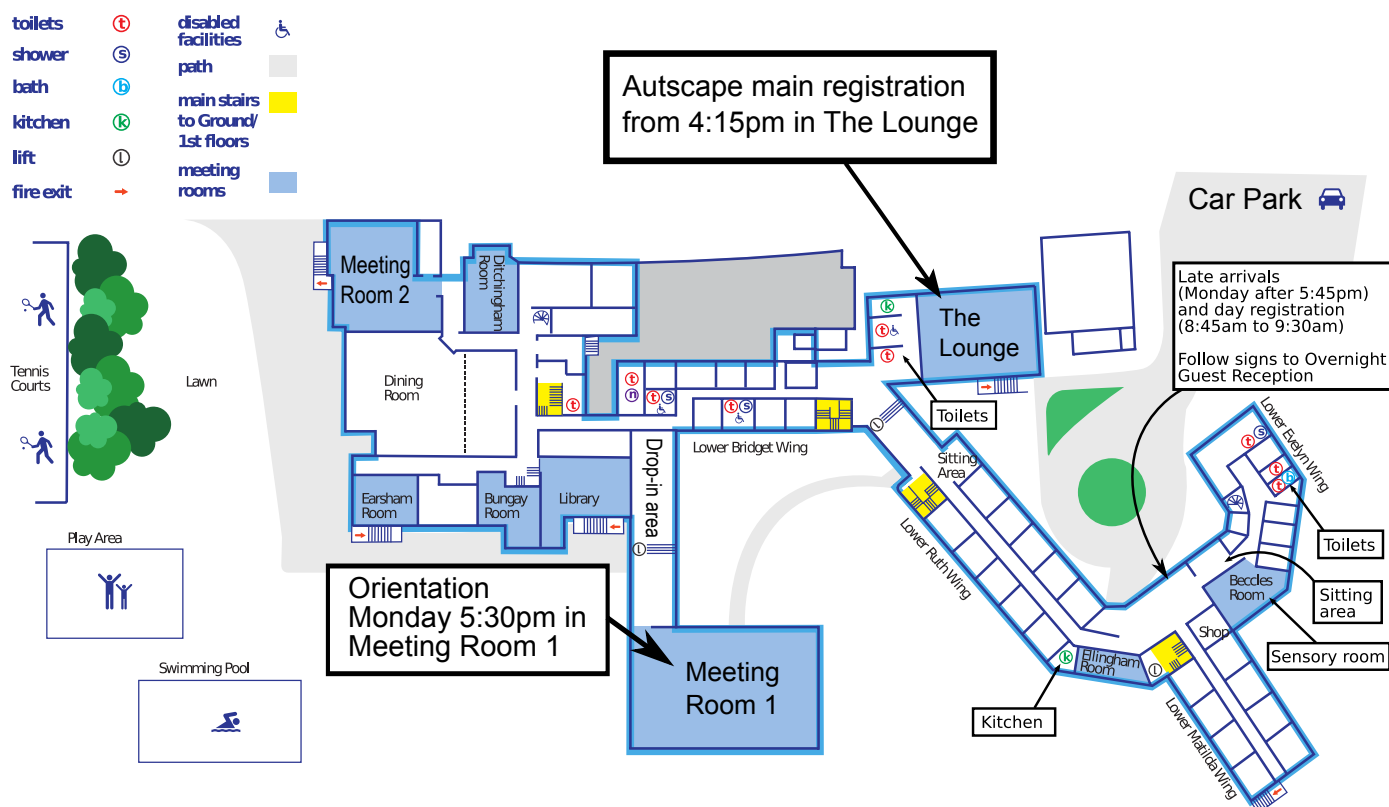 toilets t
shower s
bath b
kitchen k
lift l
fire exit
disabled
facilities
path
main stairs
to Ground/
1st floors
meeting
rooms
Autscape main registration
from 4:15pm in The Lounge
Car Park
Late arrivals
(Monday after 5:45pm)
and day registration
(8:45am to 9:30am)
Follow signs to Overnight
Guest Reception
Meeting
Room 2
Ditchingham
Room
The
Lounge
k
t
t
Toilets
Tennis
Courts
Lawn
Dining
Room
t
t
n
t s
t s
Lower Bridget Wing
l
Sitting
Area
Lower Evelyn Wing
t s
t b
t
Toilets
Earsham
Room
Bungay
Room
Library
Drop-in area
l
Lower Ruth Wing
Beccles
Room
Sitting
area
Shop
Sensory room
Play Area
Orientation
Monday 5:30pm in
Meeting Room 1
Meeting
Room 1
k
Ellingham
Room
l
Kitchen
Lower Matilda Wing
Swimming Pool